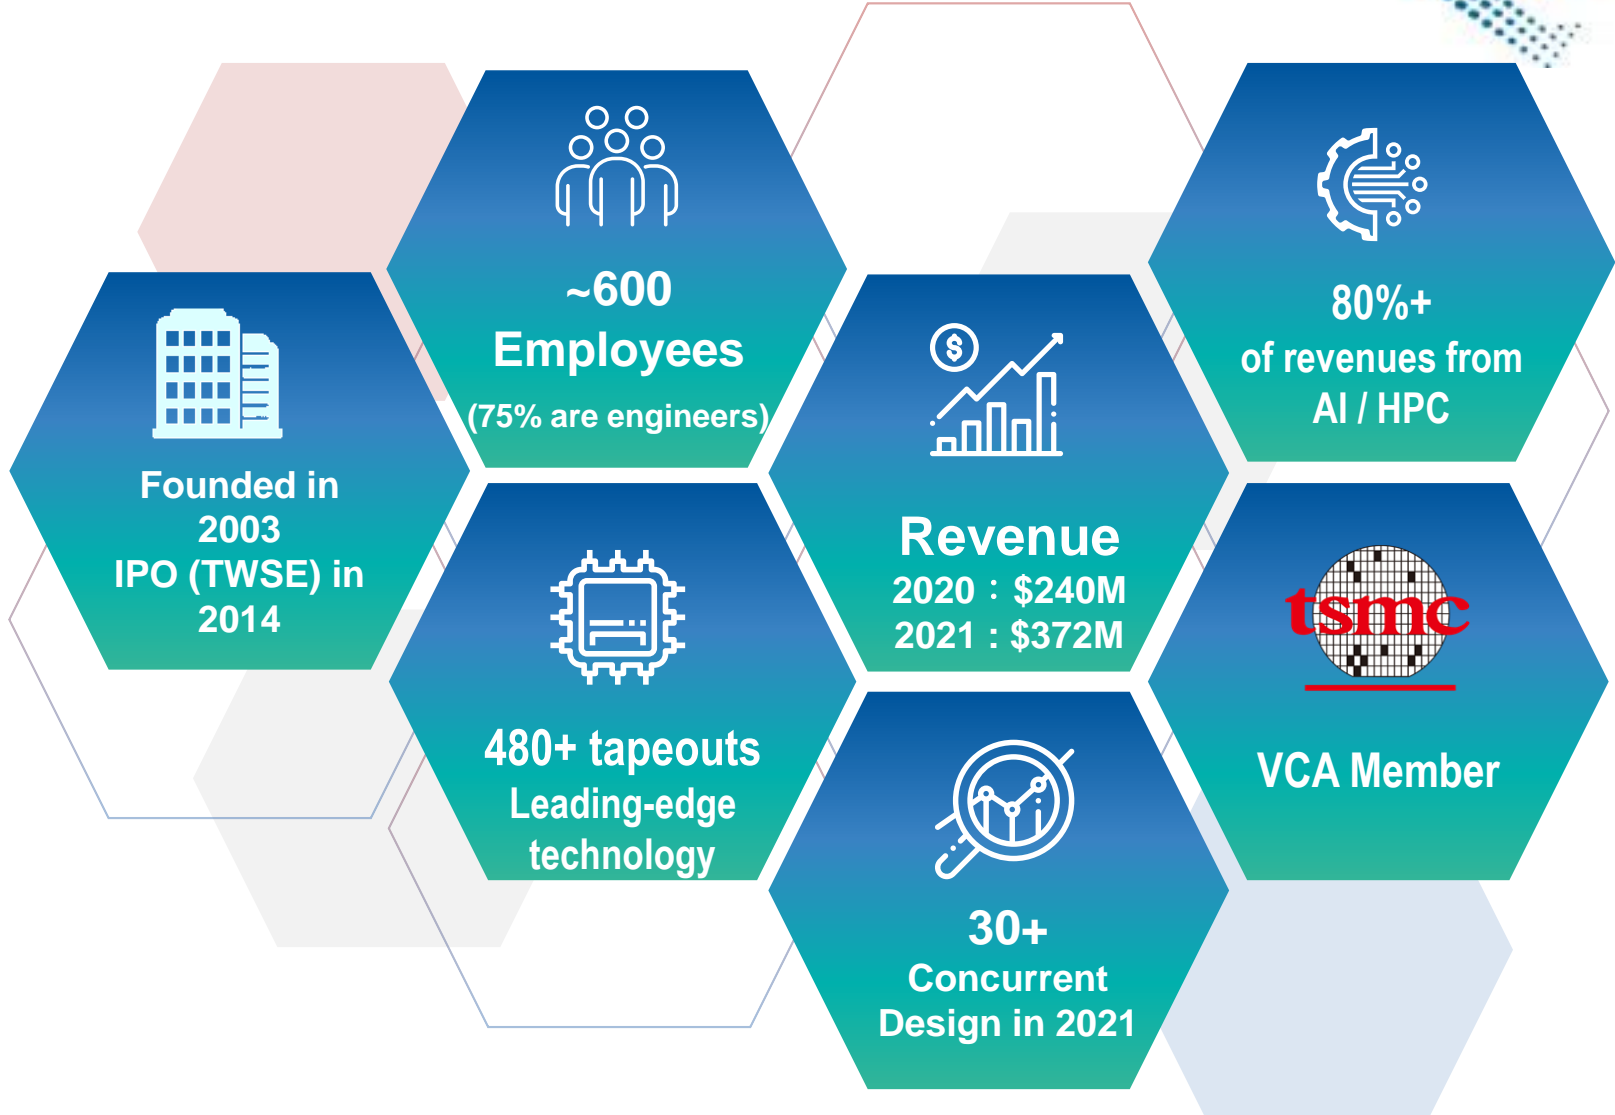 ~600
Employees
(75% are engineers)
80%+
of revenues from
AI / HPC
Founded in
2003
IPO (TWSE) in
2014
Revenue
2020：$240M
2021 : $372M
480+ tapeouts
Leading-edge
technology
tsmc
VCA Member
30+
Concurrent
Design in 2021